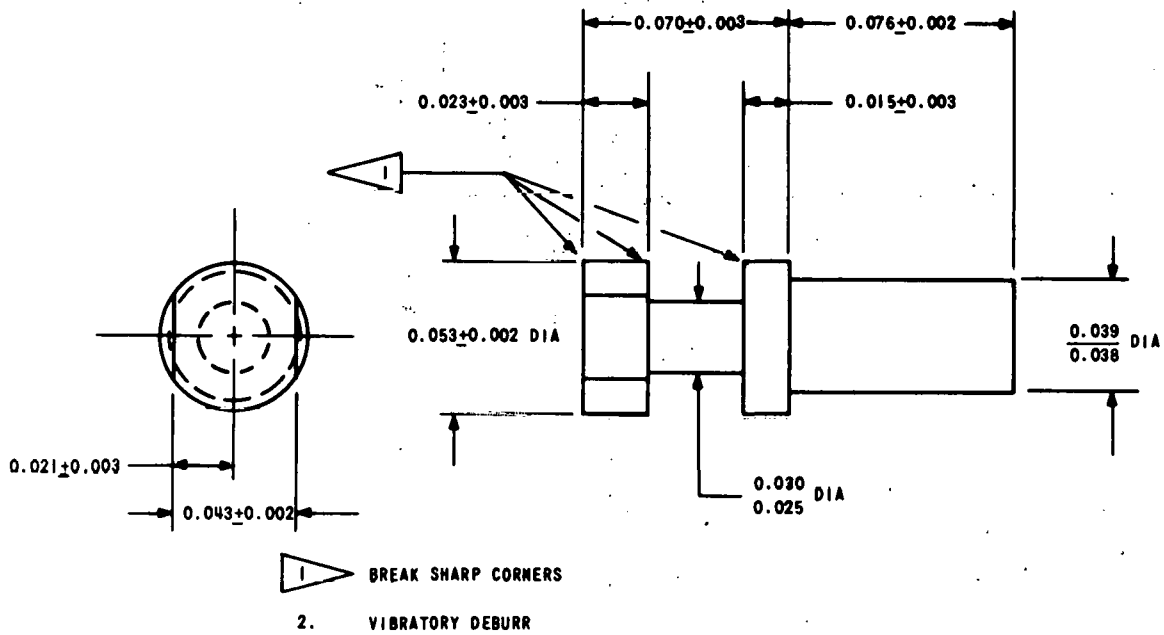 0.070±0.003
0.076±0.002
0.023±0.003
0.015±0.003
1
0.053±0.002 DIA
0.039
0.038 DIA
0.021±0.003
0.043±0.002
0.030
0.025 DIA
1 BREAK SHARP CORNERS
2. VIBRATORY DEBURR